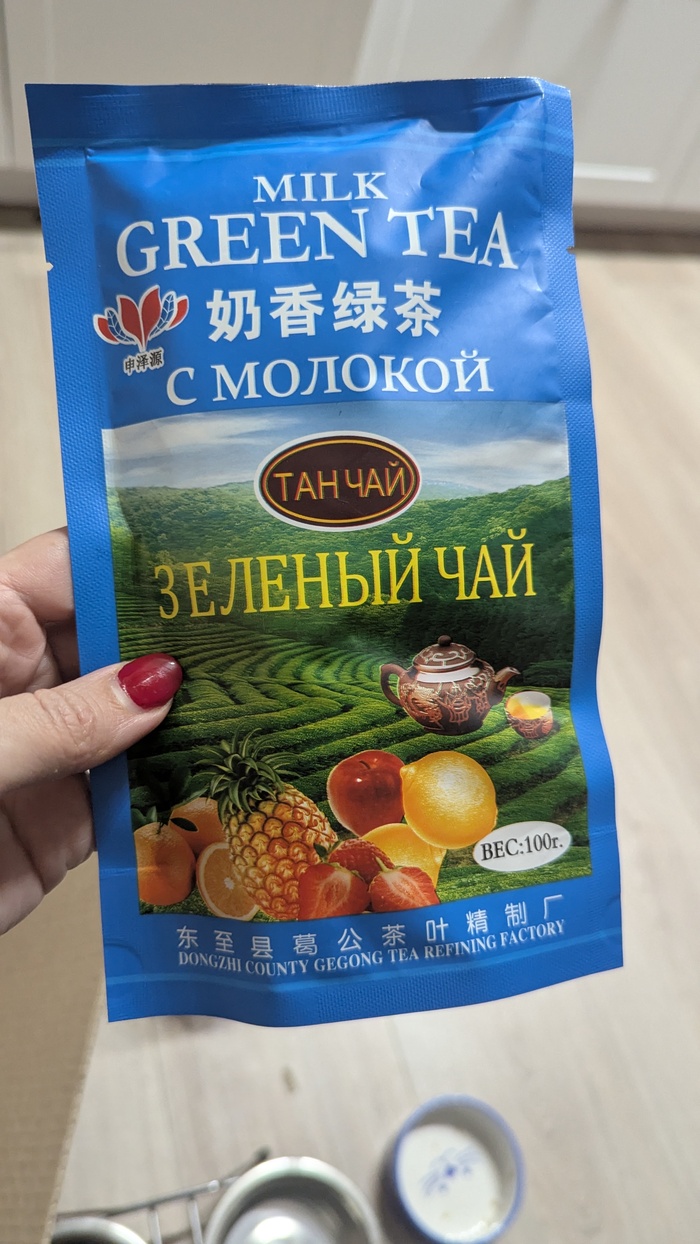 MILK
GREEN TEA
奶香绿茶
申泽源
С МОЛОКОЙ
ТАН ЧАЙ
ЗЕЛЕНЫЙ ЧАЙ
ВЕС:100г.
东至县葛公茶叶精制厂
DONGZHI COUNTY GEGONG TEA REFINING FACTORY